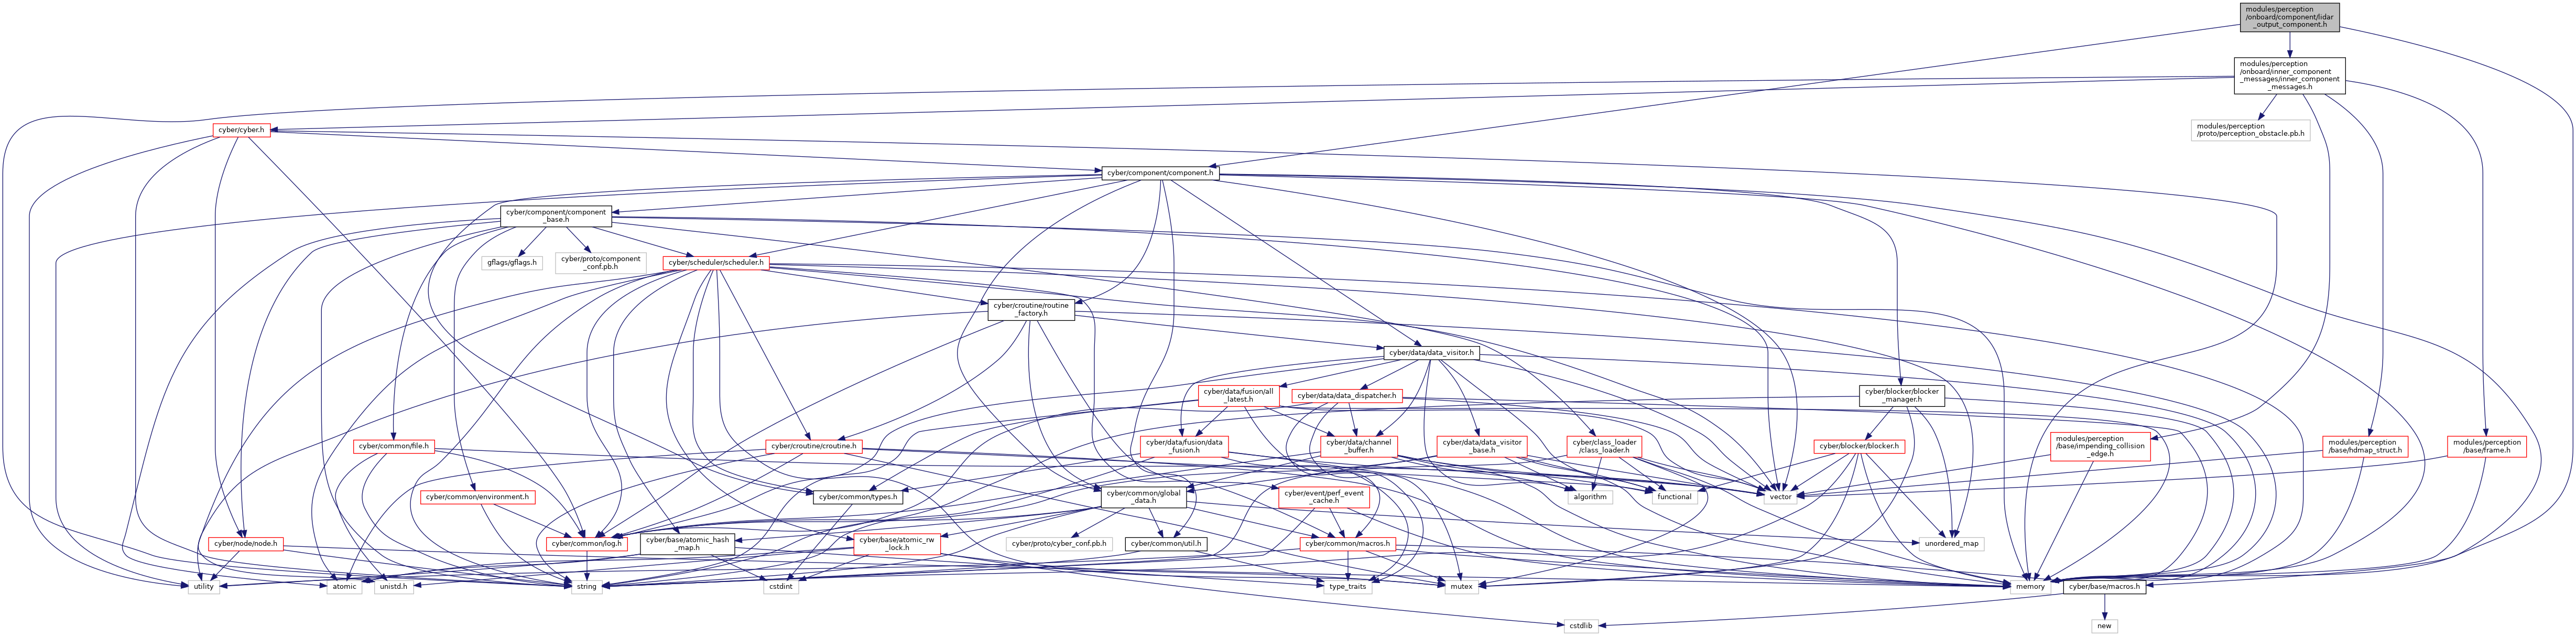 modules/perception
/onboard/component/lidar
_output_component.h
modules/perception
/onboard/inner_component
_messages/inner_component
_messages.h
cyber/cyber.h
modules/perception
/proto/perception_obstacle.pb.h
cyber/component/component.h
cyber/component/component
_base.h
gflags/gflags.h
cyber/proto/component
_conf.pb.h
cyber/scheduler/scheduler.h
cyber/croutine/routine
_factory.h
cyber/data/data_visitor.h
cyber/data/fusion/all
_latest.h
cyber/data/data_dispatcher.h
cyber/blocker/blocker
_manager.h
cyber/common/file.h
cyber/croutine/croutine.h
cyber/data/fusion/data
_fusion.h
cyber/data/channel
_buffer.h
cyber/data/data_visitor
_base.h
cyber/class_loader
/class_loader.h
cyber/blocker/blocker.h
modules/perception
/base/impending_collision
_edge.h
modules/perception
/base/hdmap_struct.h
modules/perception
/base/frame.h
cyber/common/environment.h
cyber/common/types.h
cyber/common/global
_data.h
cyber/event/perf_event
_cache.h
algorithm
functional
vector
cyber/node/node.h
cyber/common/log.h
cyber/base/atomic_hash
_map.h
cyber/base/atomic_rw
_lock.h
cyber/proto/cyber_conf.pb.h
cyber/common/util.h
cyber/common/macros.h
unordered_map
utility
atomic
unistd.h
string
cstdint
type_traits
mutex
memory
cyber/base/macros.h
cstdlib
new